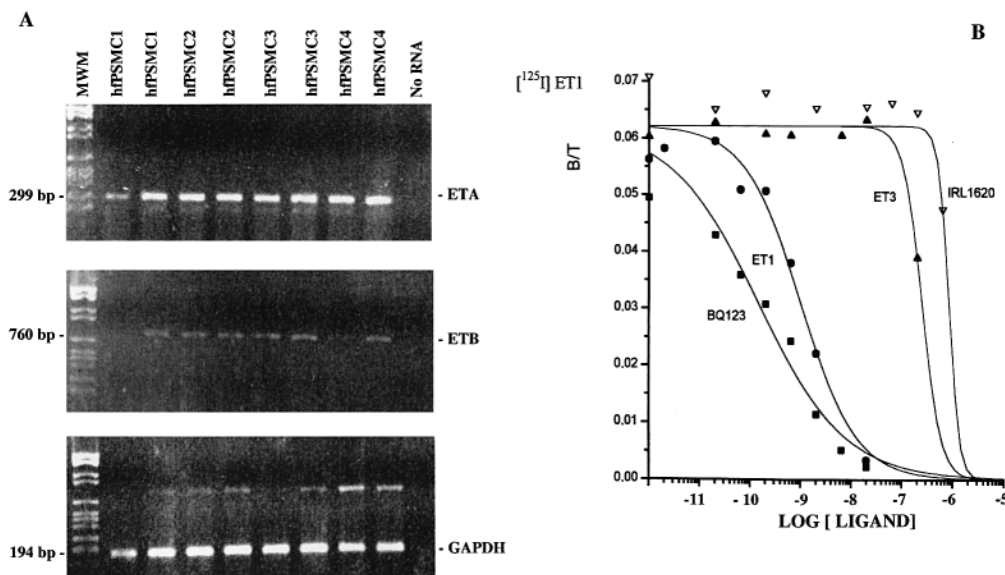 A
MWM
hfPSMC1
hfPSMC1
hfPSMC2
hfPSMC2
hfPSMC3
hfPSMC3
hfPSMC4
hfPSMC4
No RNA
299 bp -
- ETA
760 bp -
- ETB
194 bp -
- GAPDH
B
[125I] ET1
B/T
0.07
0.06
0.05
0.04
0.03
0.02
0.01
0.00
ET3
IRL1620
ET1
BQ123
-11 -10 -9 -8 -7 -6 -5
LOG [ LIGAND]